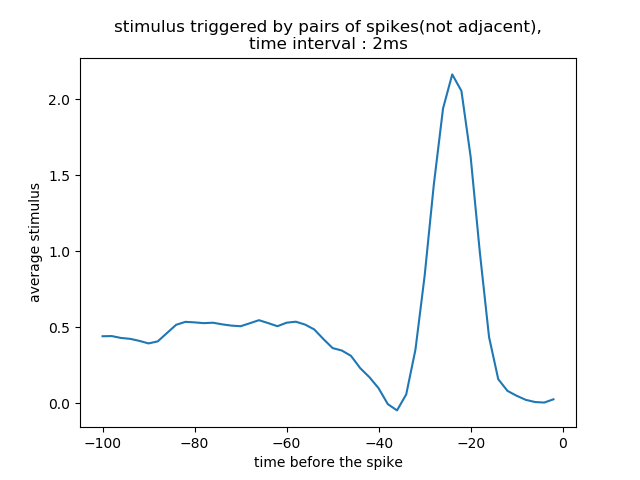 stimulus triggered by pairs of spikes(not adjacent),
time interval : 2ms
2.0
1.5
1.0
0.5
0.0
average stimulus
−100
−80
−60
−40
−20
0
time before the spike